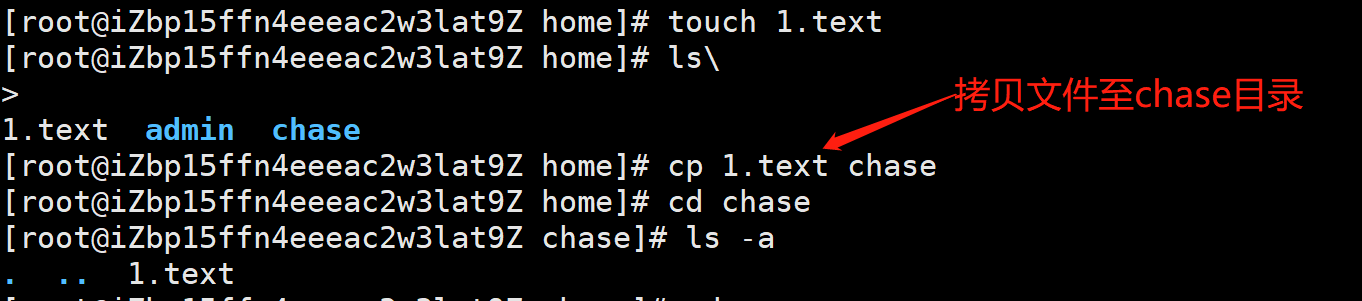 [root@iZbp15ffn4eeeac2w3lat9Z home]# touch 1.text
[root@iZbp15ffn4eeeac2w3lat9Z home]# ls\
>
拷贝文件至chase目录
1.text  admin  chase
[root@iZbp15ffn4eeeac2w3lat9Z home]# cp 1.text chase
[root@iZbp15ffn4eeeac2w3lat9Z home]# cd chase
[root@iZbp15ffn4eeeac2w3lat9Z chase]# ls -a
.  ..  1.text